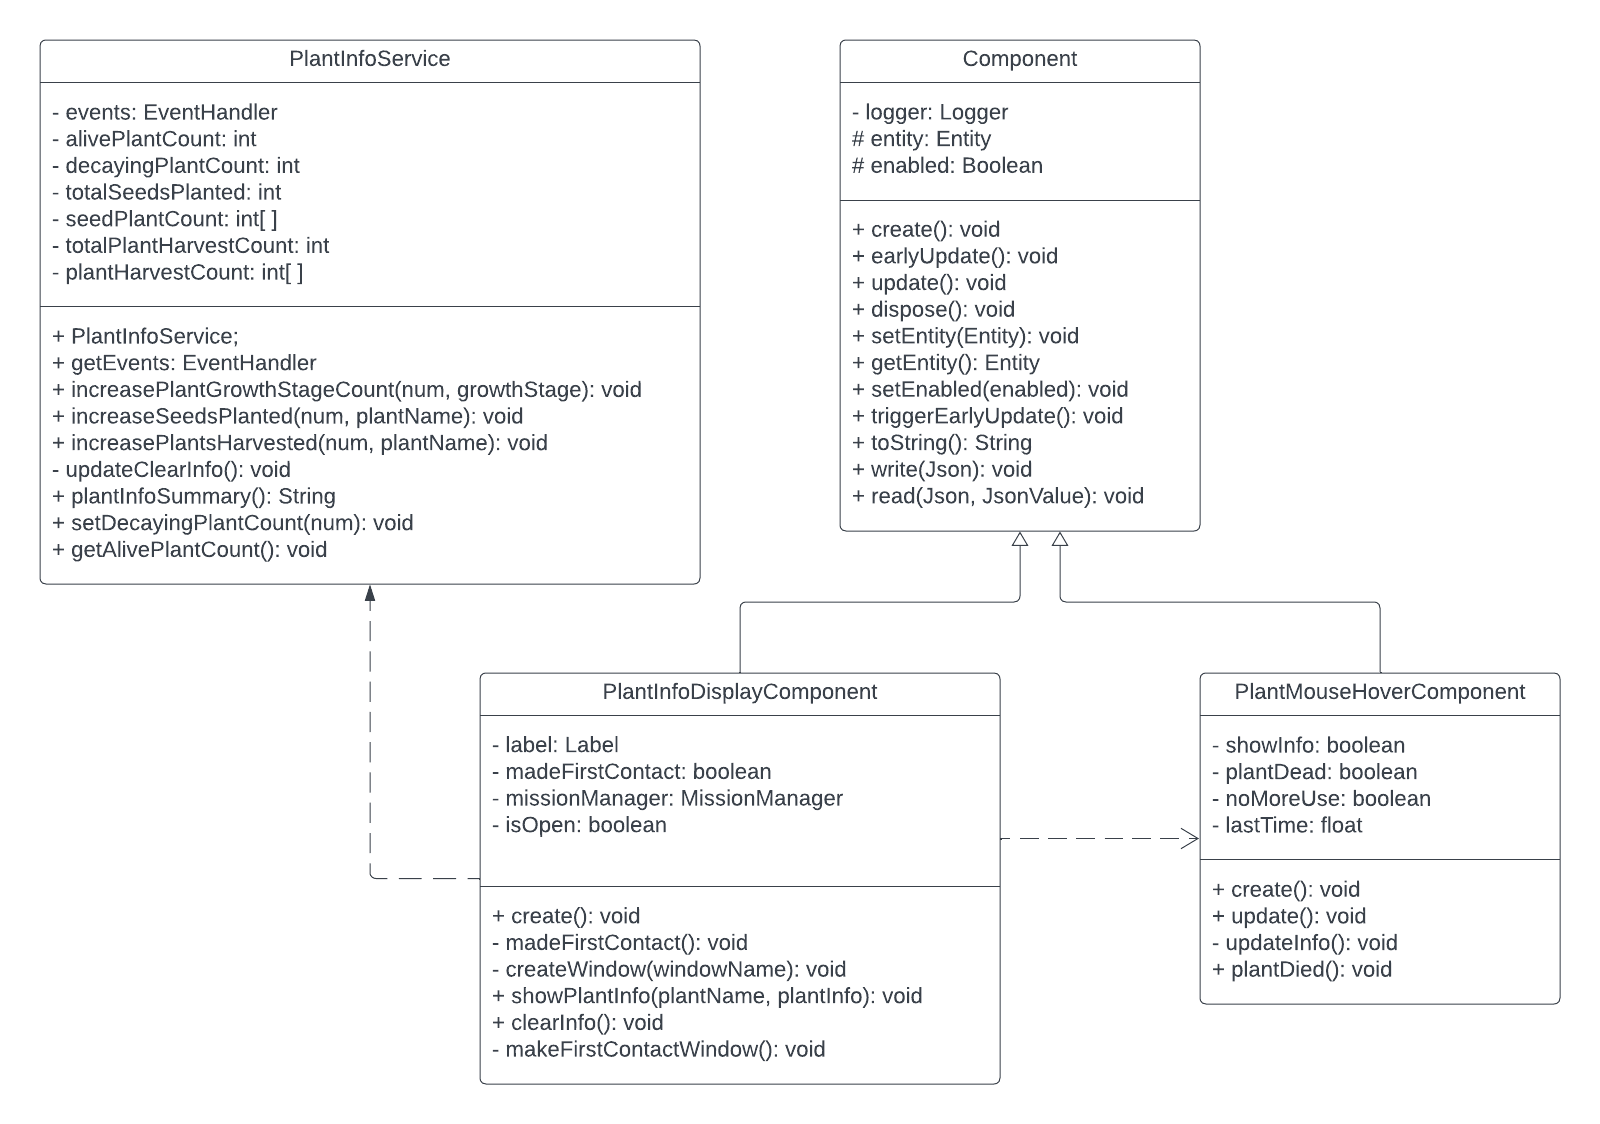 PlantInfoService
- events: EventHandler
- alivePlantCount: int
- decayingPlantCount: int
- totalSeedsPlanted: int
- seedPlantCount: int[ ]
- totalPlantHarvestCount: int
- plantHarvestCount: int[ ]
+ PlantInfoService;
+ getEvents: EventHandler
+ increasePlantGrowthStageCount(num, growthStage): void
+ increaseSeedsPlanted(num, plantName): void
+ increasePlantsHarvested(num, plantName): void
- updateClearInfo(): void
+ plantInfoSummary(): String
+ setDecayingPlantCount(num): void
+ getAlivePlantCount(): void
Component
- logger: Logger
# entity: Entity
# enabled: Boolean
+ create(): void
+ earlyUpdate(): void
+ update(): void
+ dispose(): void
+ setEntity(Entity): void
+ getEntity(): Entity
+ setEnabled(enabled): void
+ triggerEarlyUpdate(): void
+ toString(): String
+ write(Json): void
+ read(Json, JsonValue): void
PlantInfoDisplayComponent
- label: Label
- madeFirstContact: boolean
- missionManager: MissionManager
- isOpen: boolean
+ create(): void
- madeFirstContact(): void
- createWindow(windowName): void
+ showPlantInfo(plantName, plantInfo): void
+ clearInfo(): void
- makeFirstContactWindow(): void
PlantMouseHoverComponent
- showInfo: boolean
- plantDead: boolean
- noMoreUse: boolean
- lastTime: float
+ create(): void
+ update(): void
- updateInfo(): void
+ plantDied(): void